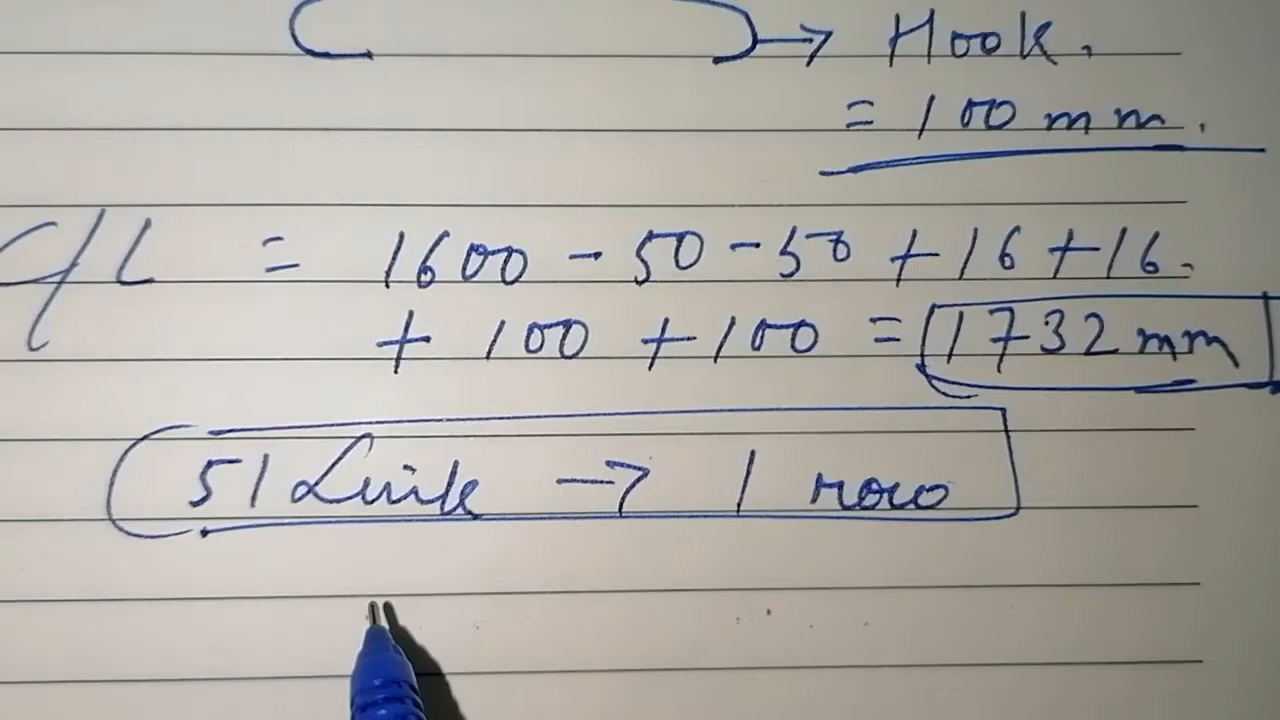 → Hook.
= 100 mm.
C/L = 1600 - 50 - 50 + 16 + 16.
+ 100 + 100 = 1732 mm
51 Link → 1 row